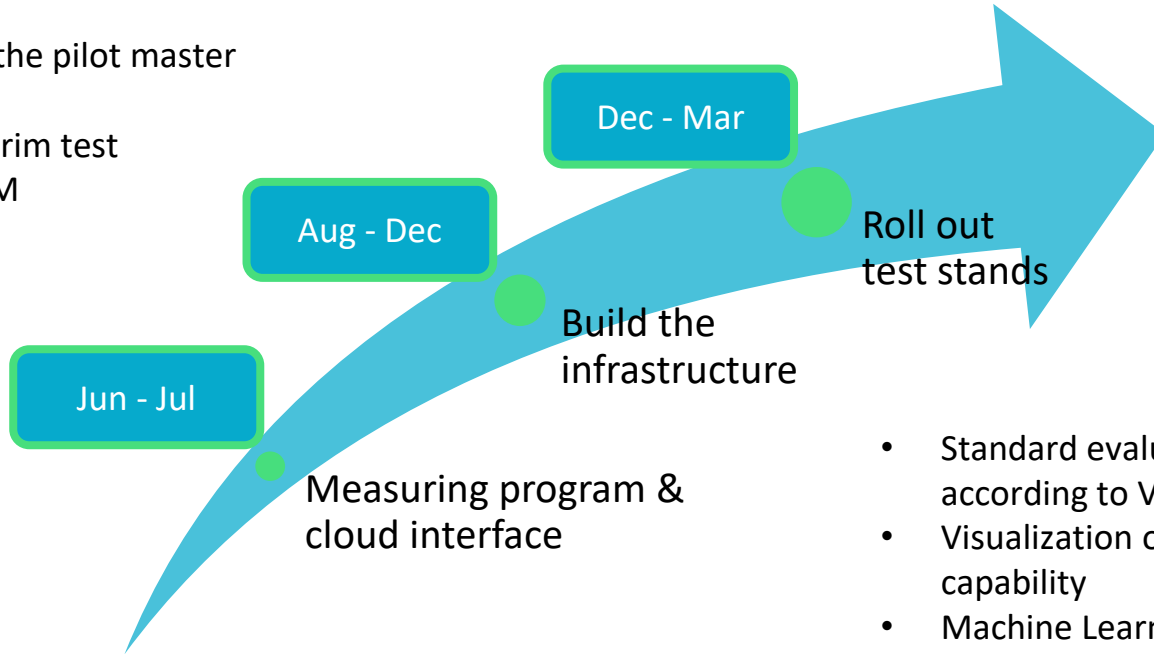 the pilot master
rim test
M
Dec - Mar
Aug - Dec
Roll out
test stands
Build the
infrastructure
Jun - Jul
Measuring program &
cloud interface
• Standard evalu
according to V
• Visualization o
capability
• Machine Learn